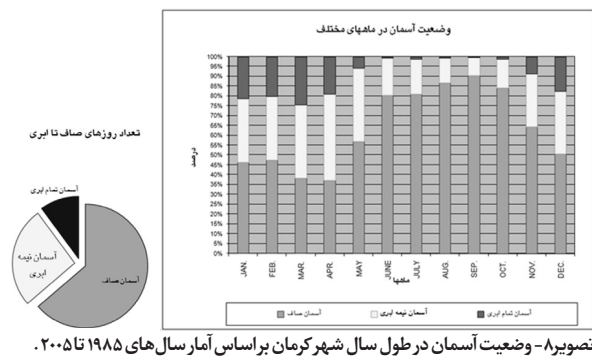 وضعیت آسمان در ماههای مختلف
100%
95%
90%
85%
80%
75%
70%
65%
60%
55%
50%
45%
40%
35%
30%
25%
20%
15%
10%
5%
0%
درصد
JAN. FEB. MAR. APR. MAY JUNE JULY AUG. SEP. OCT. NOV. DEC.
ماهها
آسمان تمام ابری آسمان نیمه ابری آسمان صاف
تعداد روزهای صاف تا ابری
آسمان تمام ابری
آسمان نیمه
ابری
آسمان صاف
تصویر۸- وضعیت آسمان در طول سال شهر کرمان براساس آمار سال‌های ۱۹۸۵ تا ۲۰۰۵.